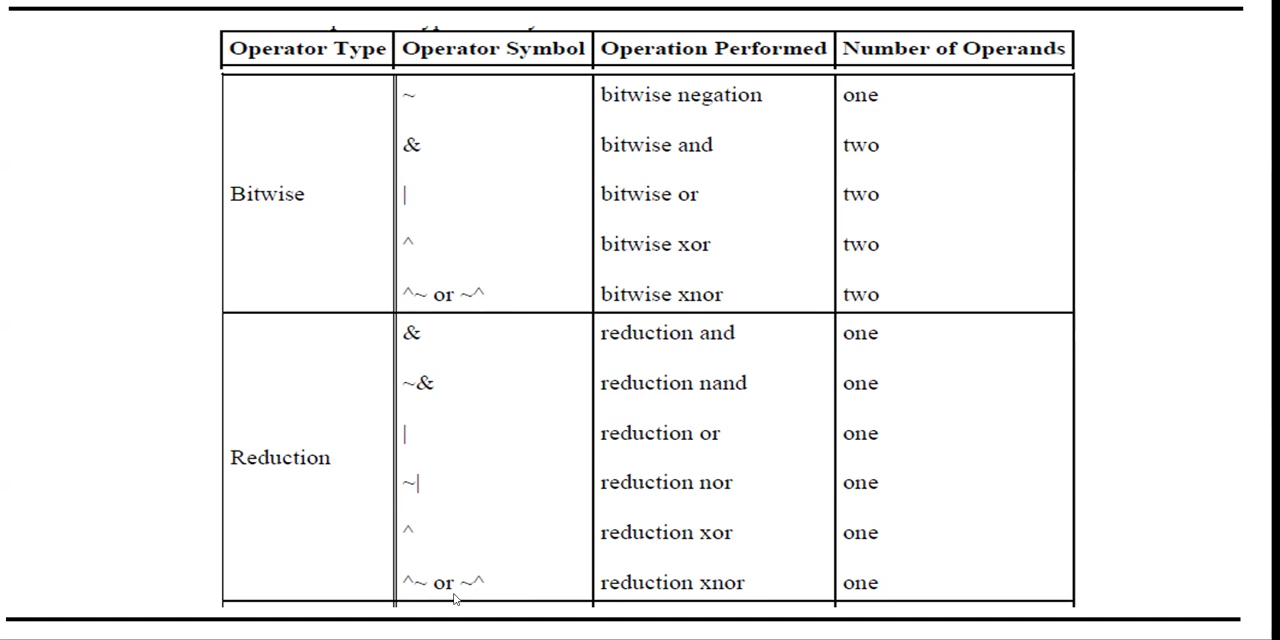 Operator Type Operator Symbol Operation Performed Number of Operands
~ bitwise negation one
& bitwise and two
Bitwise | bitwise or two
^ bitwise xor two
^~ or ~^ bitwise xnor two
& reduction and one
~& reduction nand one
| reduction or one
Reduction
~| reduction nor one
^ reduction xor one
^~ or ~^ reduction xnor one